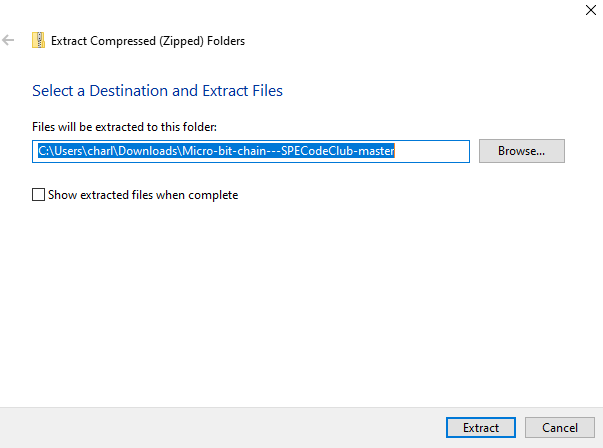 Extract Compressed (Zipped) Folders
Select a Destination and Extract Files
Files will be extracted to this folder:
C:\Users\charl\Downloads\Micro-bit-chain---SPECodeClub-master
Browse...
Show extracted files when complete
Extract
Cancel